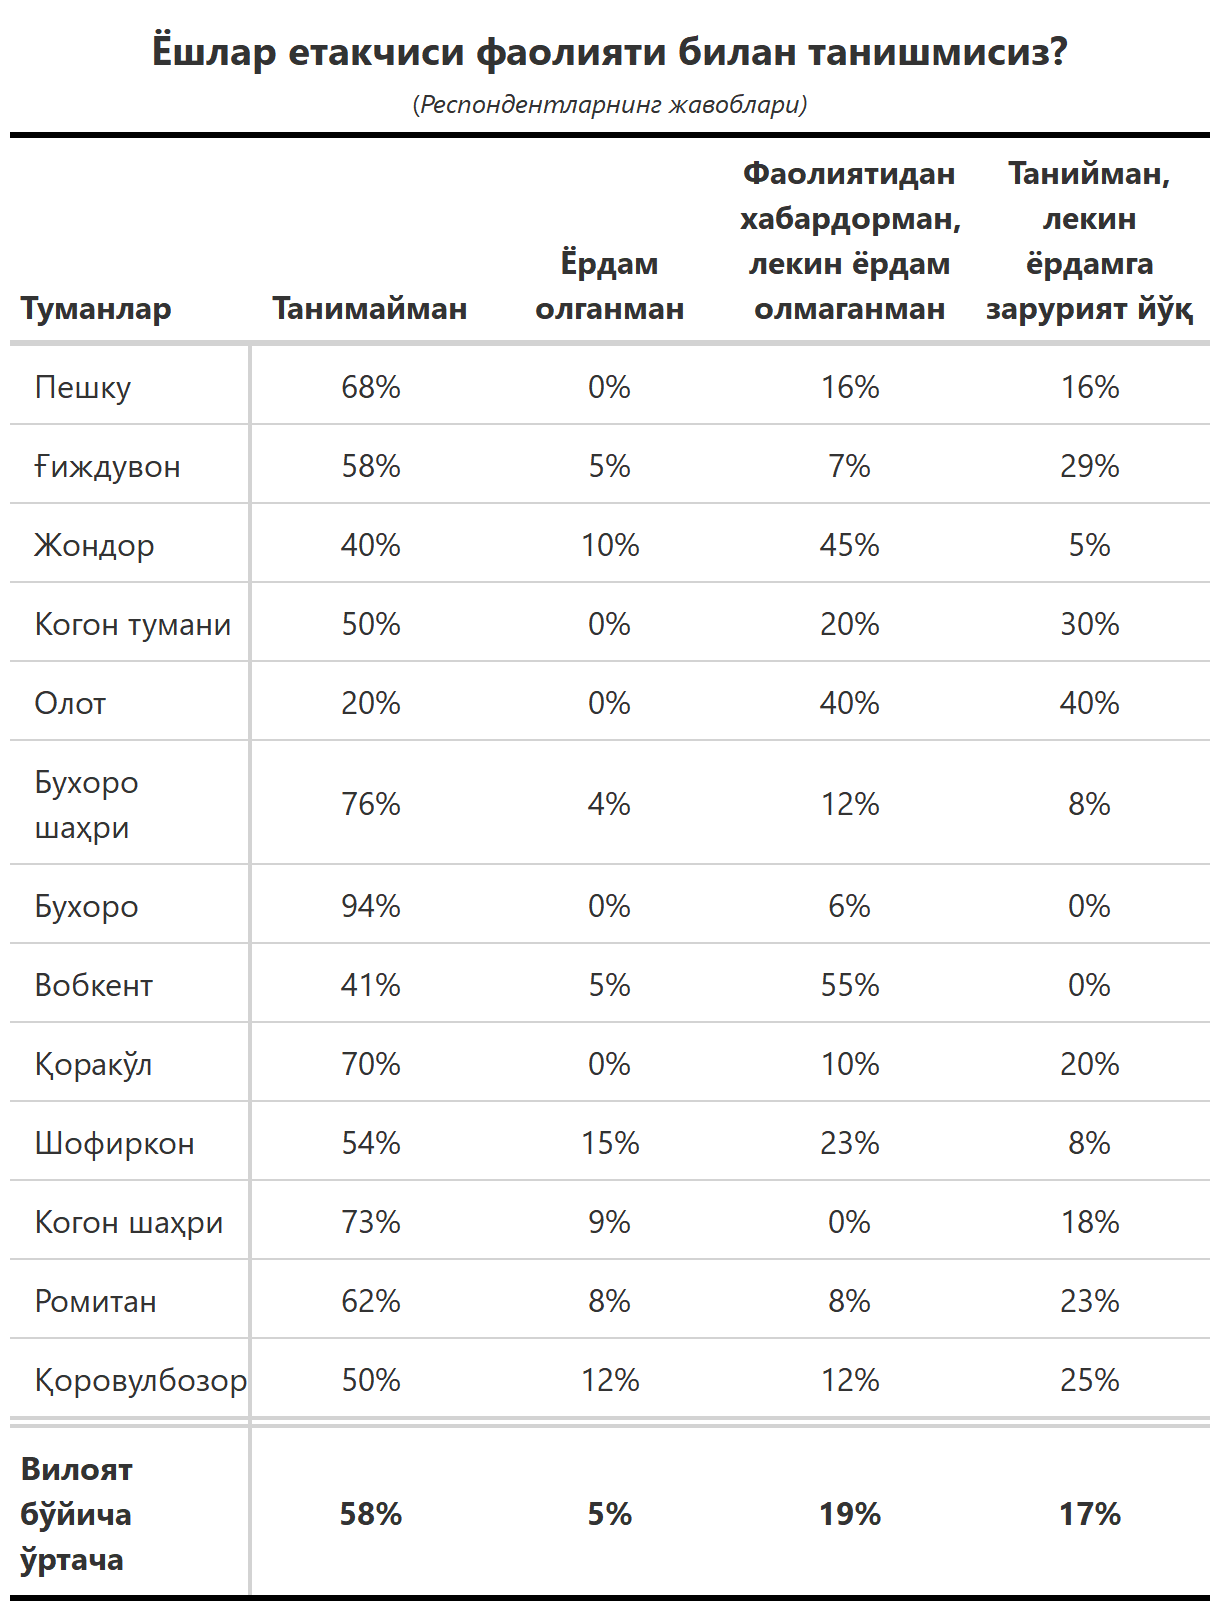 Ёшлар етакчиси фаолияти билан танишмисиз?
(Респондентларнинг жавоблари)
Туманлар Танимайман Ёрдам олганман Фаолиятидан хабардорман, лекин ёрдам олмаганман Танийман, лекин ёрдамга зарурият йўқ
Пешку 68% 0% 16% 16%
Ғиждувон 58% 5% 7% 29%
Жондор 40% 10% 45% 5%
Когон тумани 50% 0% 20% 30%
Олот 20% 0% 40% 40%
Бухоро шаҳри 76% 4% 12% 8%
Бухоро 94% 0% 6% 0%
Вобкент 41% 5% 55% 0%
Қоракўл 70% 0% 10% 20%
Шофиркон 54% 15% 23% 8%
Когон шаҳри 73% 9% 0% 18%
Ромитан 62% 8% 8% 23%
Қоровулбозор 50% 12% 12% 25%
Вилоят бўйича ўртача 58% 5% 19% 17%